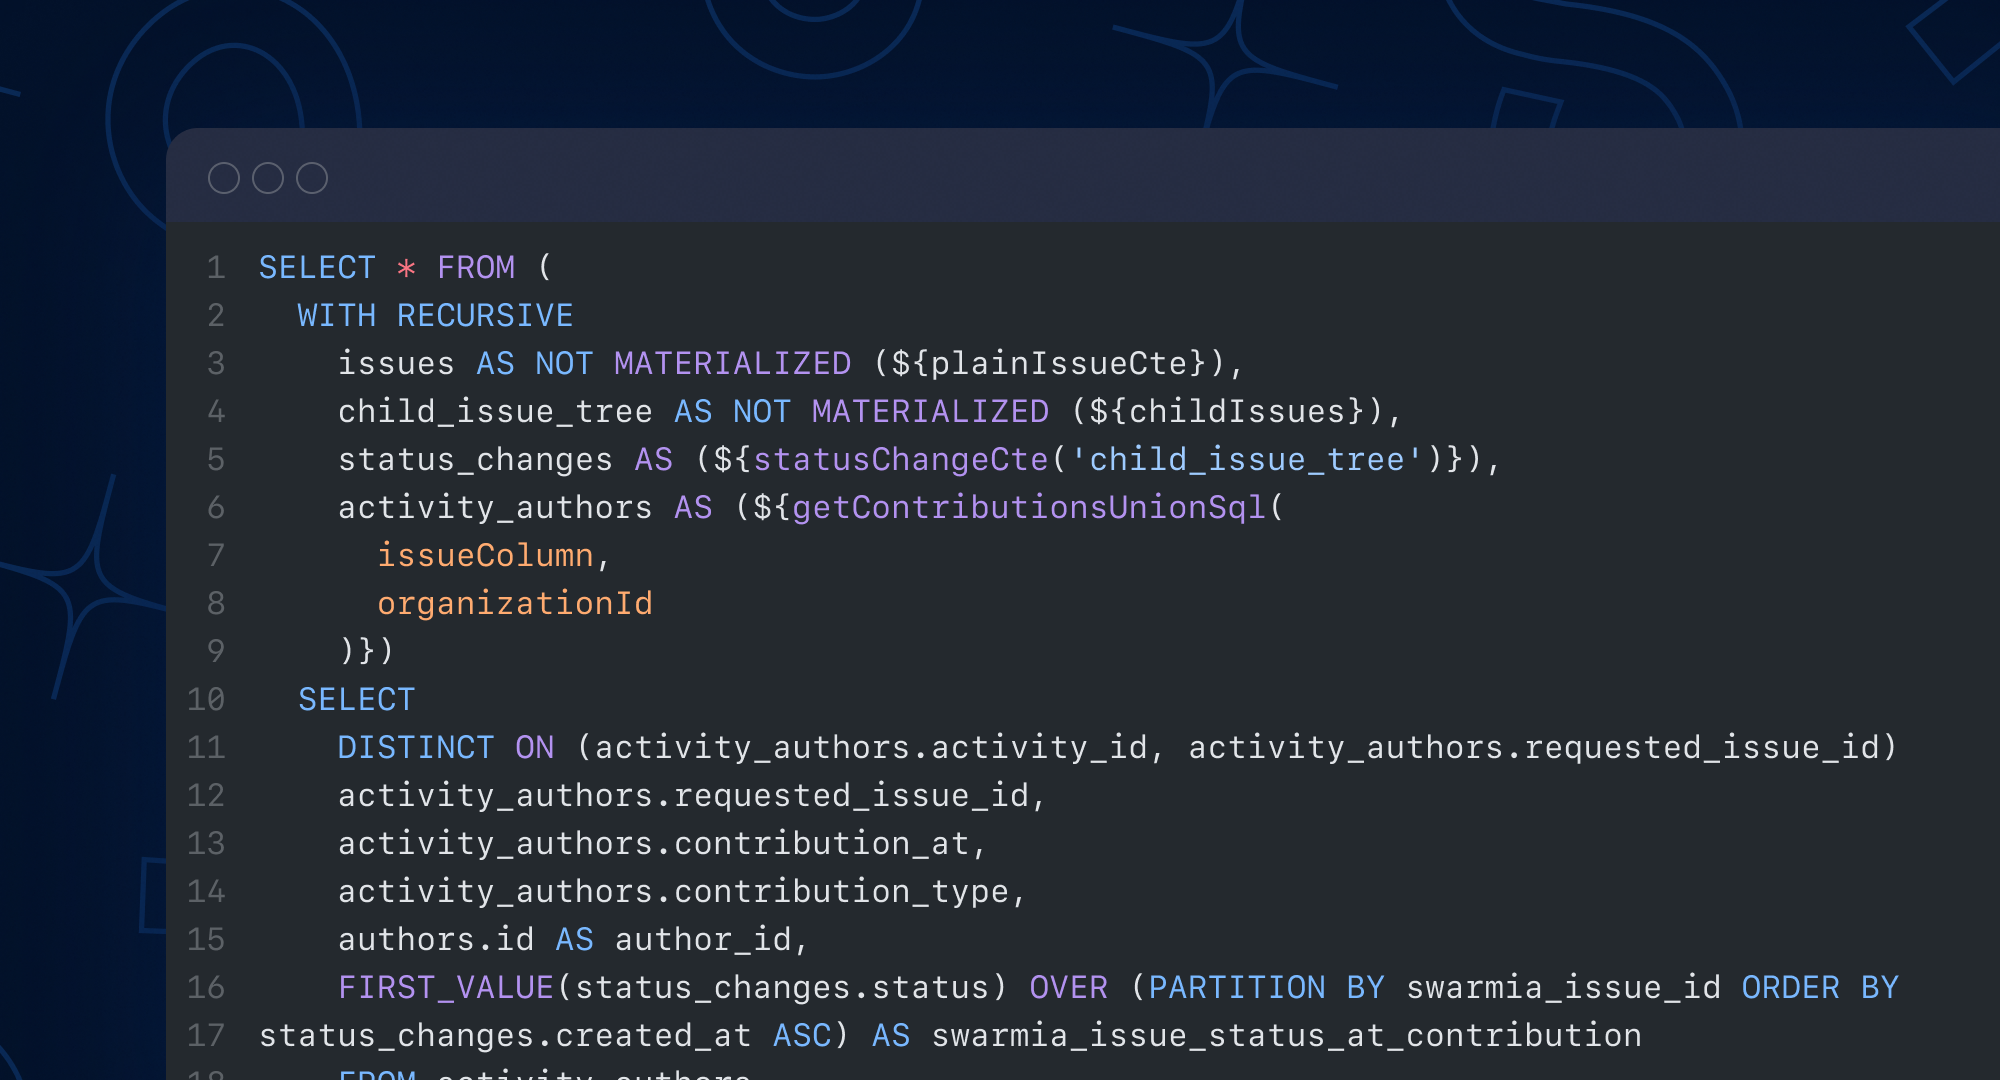 1 SELECT * FROM (
2 WITH RECURSIVE
3 issues AS NOT MATERIALIZED (${plainIssueCte}),
4 child_issue_tree AS NOT MATERIALIZED (${childIssues}),
5 status_changes AS (${statusChangeCte('child_issue_tree')}),
6 activity_authors AS (${getContributionsUnionSql(
7 issueColumn,
8 organizationId
9 )})
10 SELECT
11 DISTINCT ON (activity_authors.activity_id, activity_authors.requested_issue_id)
12 activity_authors.requested_issue_id,
13 activity_authors.contribution_at,
14 activity_authors.contribution_type,
15 authors.id AS author_id,
16 FIRST_VALUE(status_changes.status) OVER (PARTITION BY swarmia_issue_id ORDER BY
17 status_changes.created_at ASC) AS swarmia_issue_status_at_contribution
18 FROM activity_authors